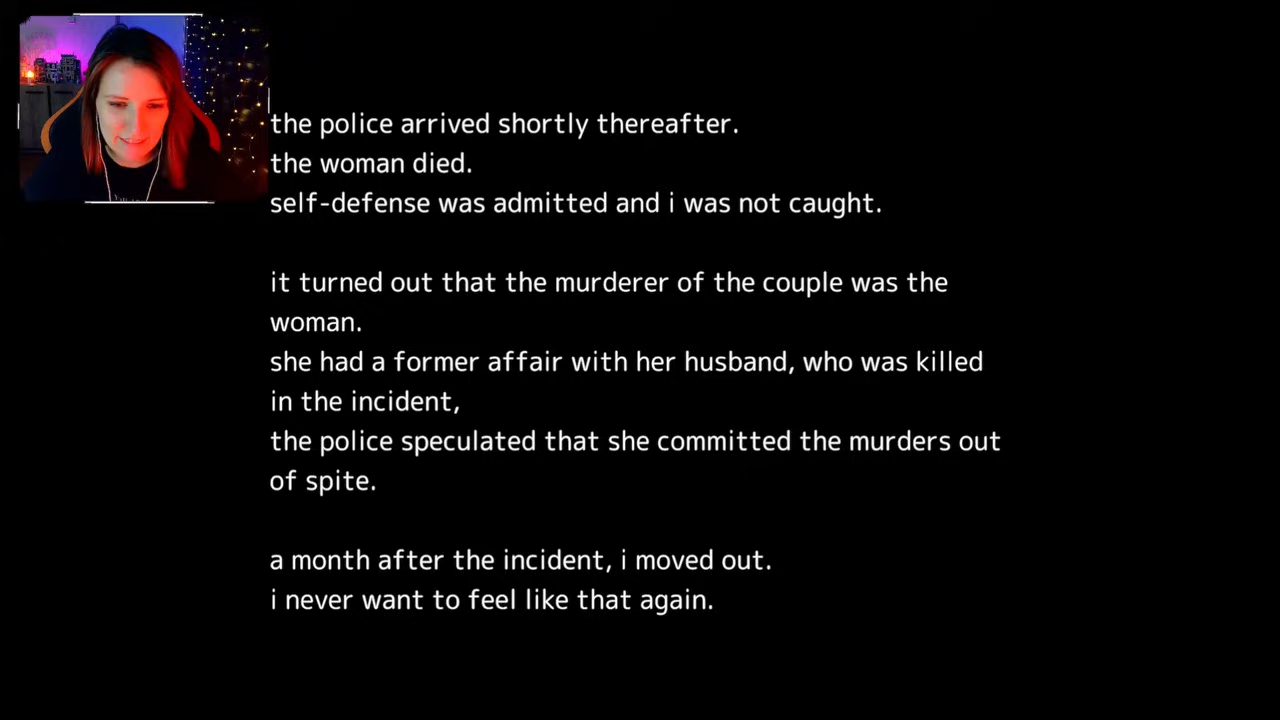 the police arrived shortly thereafter.
the woman died.
self-defense was admitted and i was not caught.
it turned out that the murderer of the couple was the
woman.
she had a former affair with her husband, who was killed
in the incident,
the police speculated that she committed the murders out
of spite.
a month after the incident, i moved out.
i never want to feel like that again.